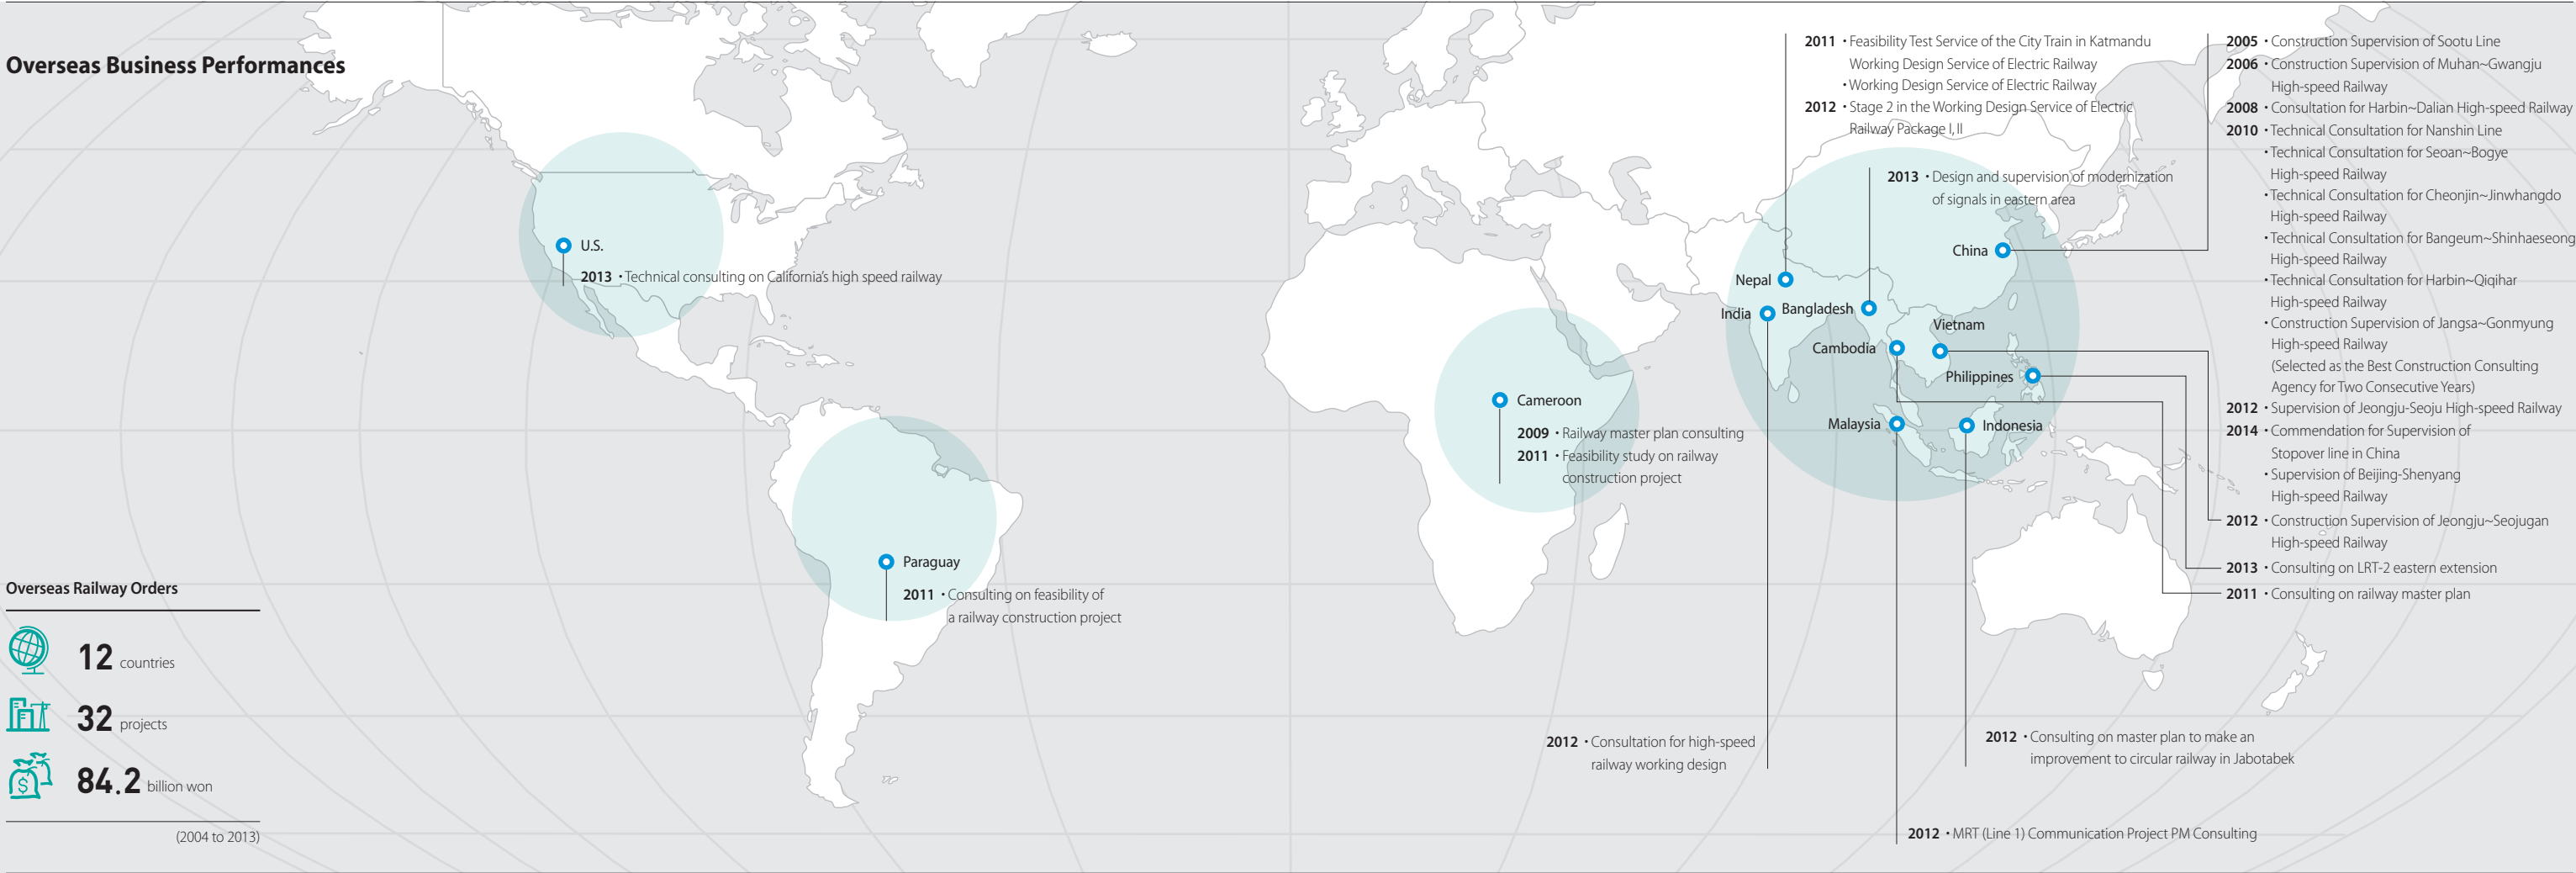 Overseas Business Performances
U.S.
2013 • Technical consulting on California's high speed railway
Paraguay
2011 • Consulting on feasibility of
a railway construction project
Cameroon
2009 • Railway master plan consulting
2011 • Feasibility study on railway
construction project
2011 • Feasibility Test Service of the City Train in Katmandu
Working Design Service of Electric Railway
• Working Design Service of Electric Railway
2012 • Stage 2 in the Working Design Service of Electric
Railway Package I, II
2013 • Design and supervision of modernization
of signals in eastern area
China
Nepal
India
Bangladesh
Vietnam
Cambodia
Philippines
Malaysia
Indonesia
2005 • Construction Supervision of Sootu Line
2006 • Construction Supervision of Muhan~Gwangju
High-speed Railway
2008 • Consultation for Harbin~Dalian High-speed Railway
2010 • Technical Consultation for Nanshin Line
• Technical Consultation for Seoan~Bogye
High-speed Railway
• Technical Consultation for Cheonjin~Jinwhangdo
High-speed Railway
• Technical Consultation for Bangeum~Shinhaeseong
High-speed Railway
• Technical Consultation for Harbin~Qiqihar
High-speed Railway
• Construction Supervision of Jangsa~Gonmyung
High-speed Railway
(Selected as the Best Construction Consulting
Agency for Two Consecutive Years)
2012 • Supervision of Jeongju-Seoju High-speed Railway
2014 • Commendation for Supervision of
Stopover line in China
• Supervision of Beijing-Shenyang
High-speed Railway
2012 • Construction Supervision of Jeongju~Seojugan
High-speed Railway
2013 • Consulting on LRT-2 eastern extension
2011 • Consulting on railway master plan
2012 • Consultation for high-speed
railway working design
2012 • Consulting on master plan to make an
improvement to circular railway in Jabotabek
2012 • MRT (Line 1) Communication Project PM Consulting
Overseas Railway Orders
12 countries
32 projects
84.2 billion won
(2004 to 2013)